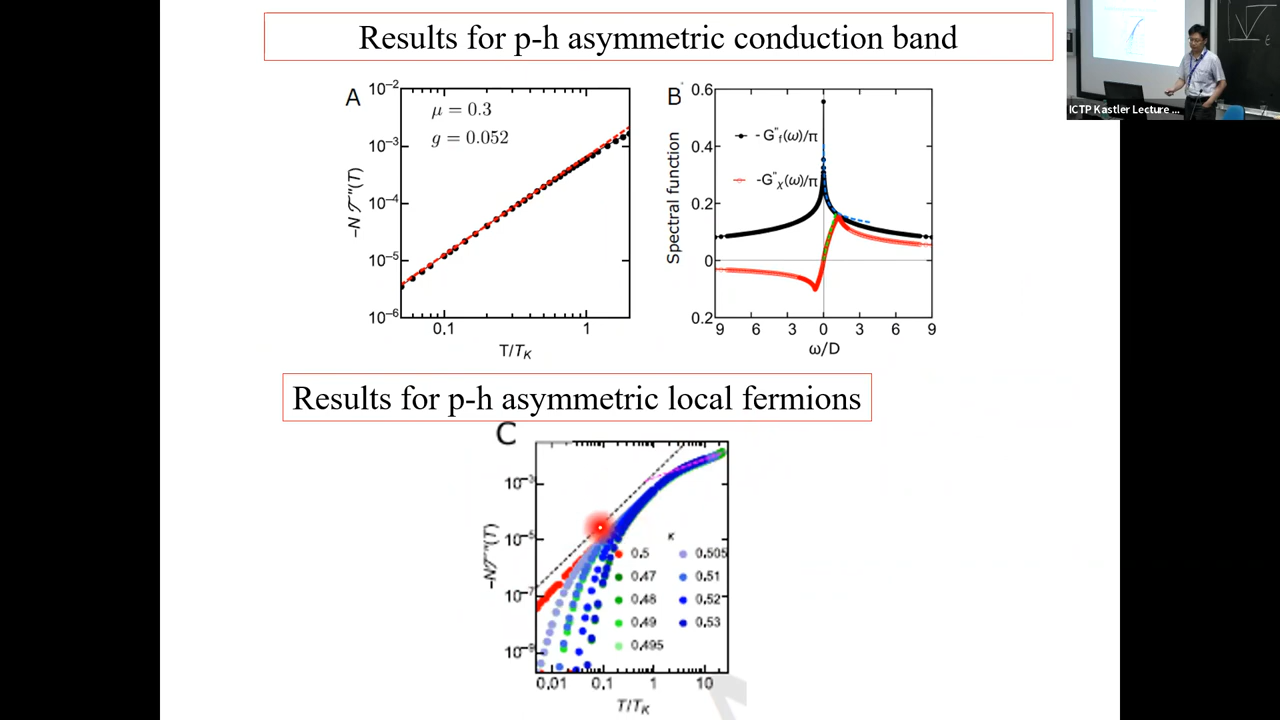 Results for p-h asymmetric conduction band
ICTP Kastler Lecture ...
A
μ = 0.3
g = 0.052
10⁻²
10⁻³
10⁻⁴
10⁻⁵
10⁻⁶
-N 𝒯''(T)
0.1 1
T/T_K
B
0.6
0.4
0.2
0
0.2
Spectral function
- G''_f(ω)/π
-G''_χ(ω)/π
9 6 3 0 3 6 9
ω/D
Results for p-h asymmetric local fermions
C
10⁻³
10⁻⁵
10⁻⁷
-N𝒯''(T)
κ
0.5 0.505
0.47 0.51
0.48 0.52
0.49 0.53
0.495
0.01 0.1 1 10
T/T_K